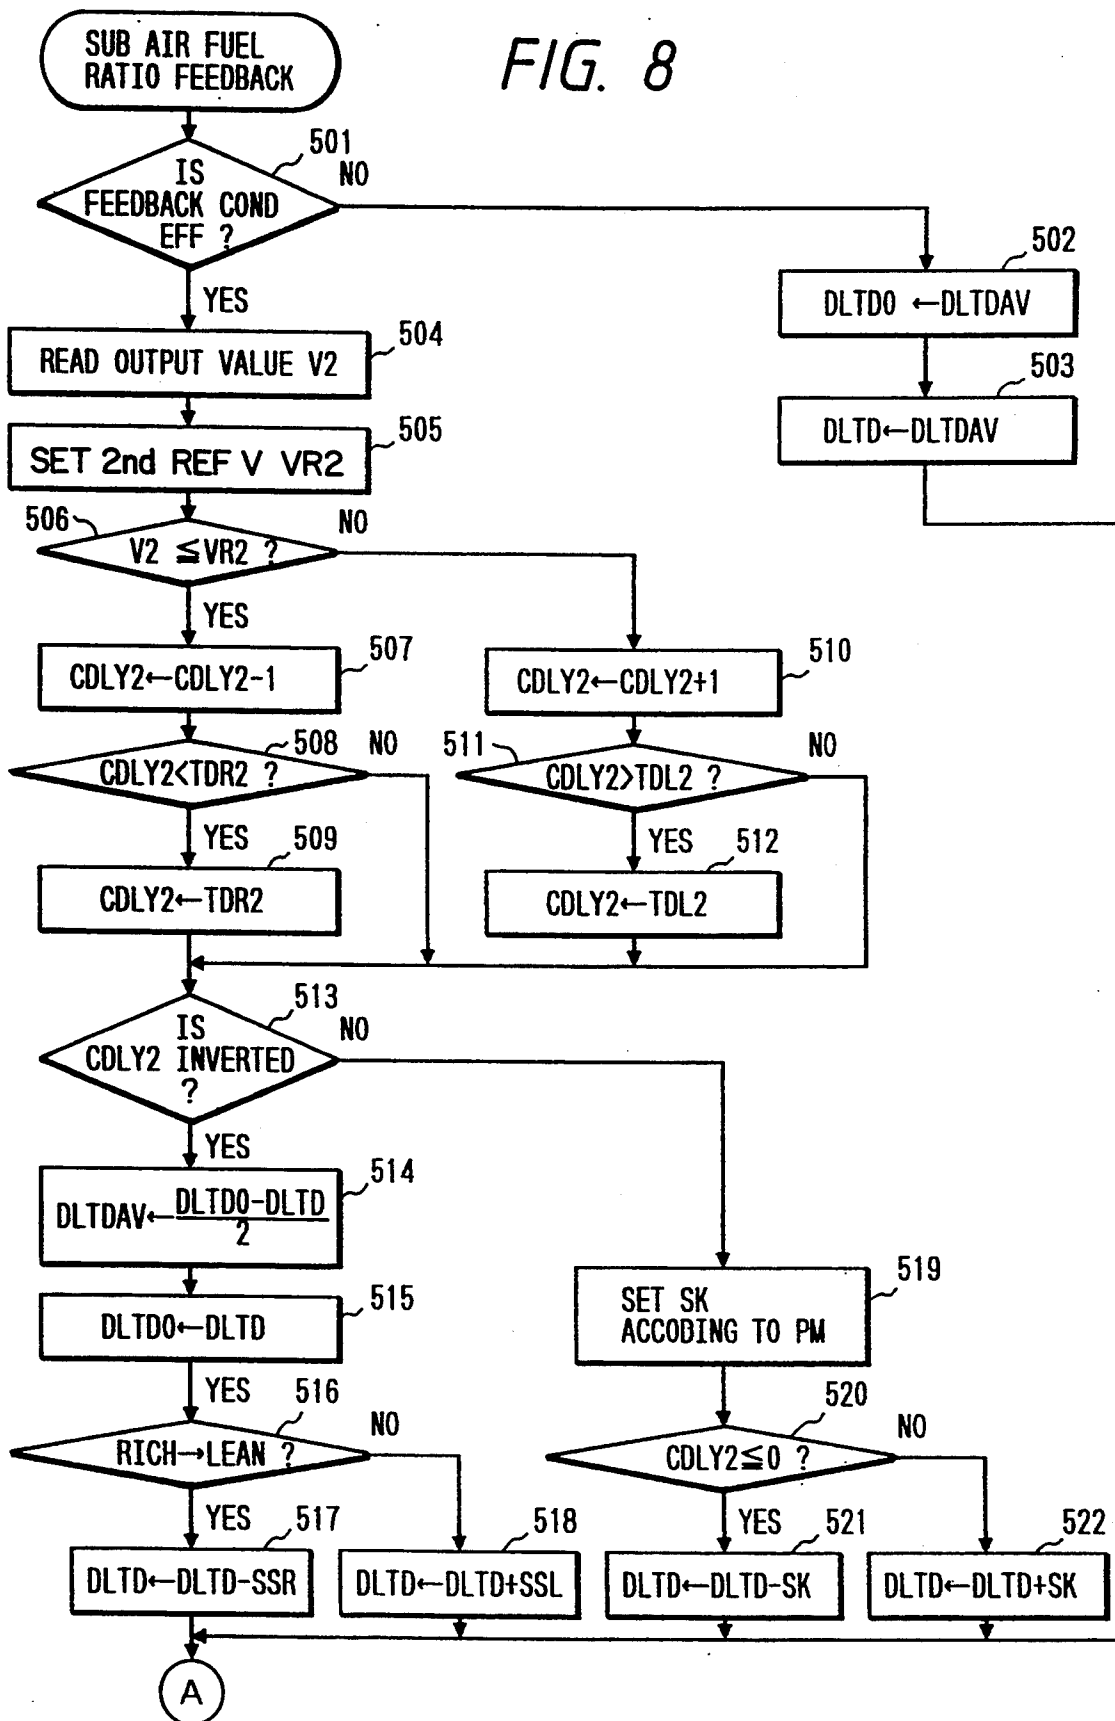 SUB AIR FUEL
RATIO FEEDBACK
FIG. 8
501
IS
FEEDBACK COND
EFF ?
NO
YES
502
DLTD0 ←DLTDAV
503
DLTD←DLTDAV
504
READ OUTPUT VALUE V2
505
SET 2nd REF V VR2
506
V2 ≦VR2 ?
NO
YES
507
CDLY2←CDLY2-1
510
CDLY2←CDLY2+1
508
CDLY2<TDR2 ?
NO
YES
511
CDLY2>TDL2 ?
NO
YES
509
CDLY2←TDR2
512
CDLY2←TDL2
513
IS
CDLY2 INVERTED
?
NO
YES
514
DLTDAV←DLTD0-DLTD
2
515
DLTD0←DLTD
YES
519
SET SK
ACCODING TO PM
516
RICH→LEAN ?
NO
YES
520
CDLY2≦0 ?
NO
YES
517
DLTD←DLTD-SSR
518
DLTD←DLTD+SSL
521
DLTD←DLTD-SK
522
DLTD←DLTD+SK
A